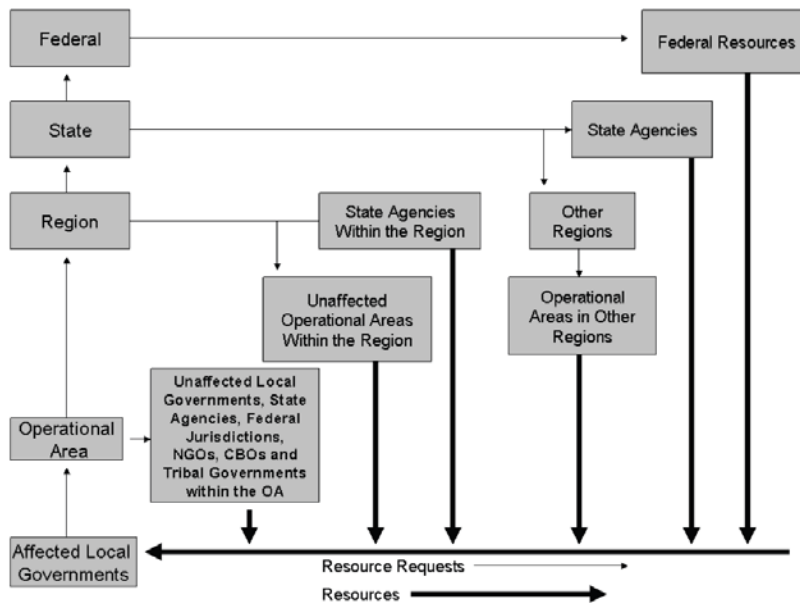 Federal
Federal Resources
State
State Agencies
Region
State Agencies
Within the Region
Other
Regions
Unaffected
Operational Areas
Within the Region
Operational
Areas in Other
Regions
Unaffected Local
Governments, State
Agencies, Federal
Jurisdictions,
NGOs, CBOs and
Tribal Governments
within the OA
Operational
Area
Affected Local
Governments
Resource Requests
Resources